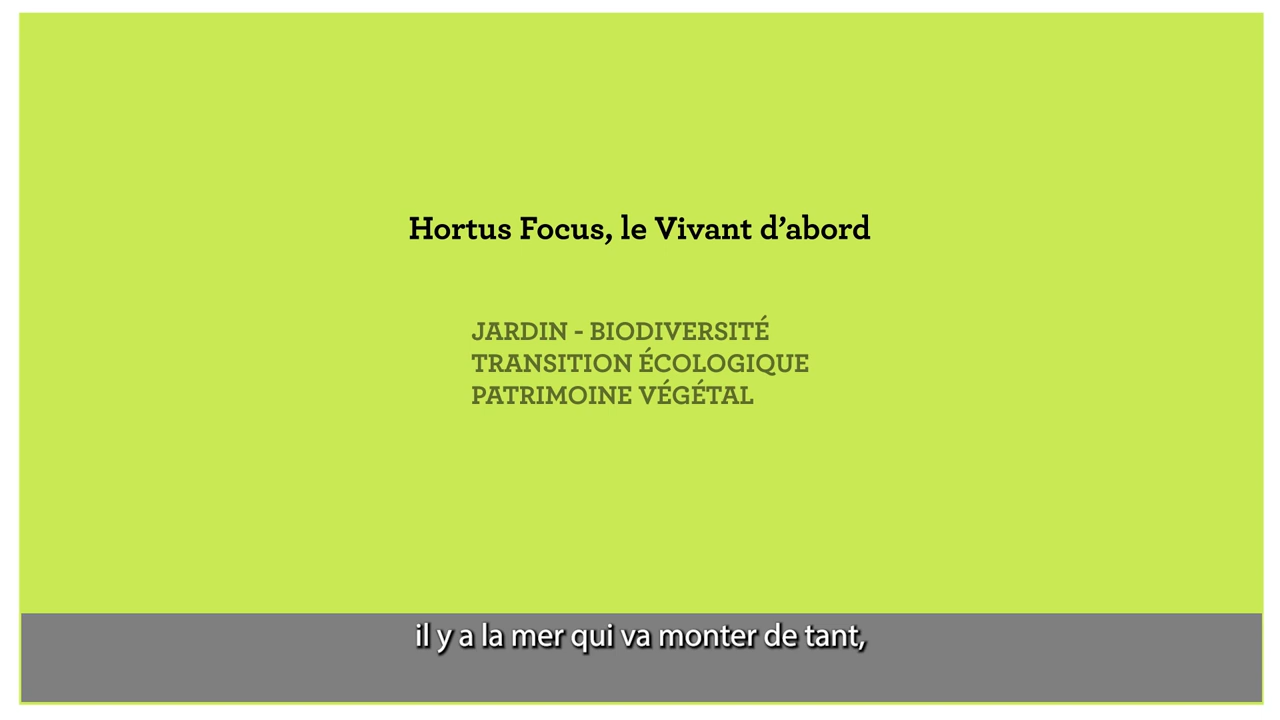 Hortus Focus, le Vivant d’abord
JARDIN - BIODIVERSITÉ
TRANSITION ÉCOLOGIQUE
PATRIMOINE VÉGÉTAL
il y a la mer qui va monter de tant,